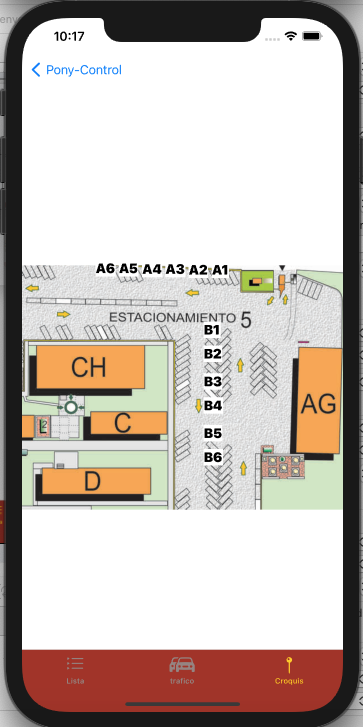 10:17
Pony-Control
A6 A5 A4 A3 A2 A1
ESTACIONAMIENTO 5
B1
B2
CH
B3
AG
B4
C
B5
B6
D
Lista
trafico
Croquis